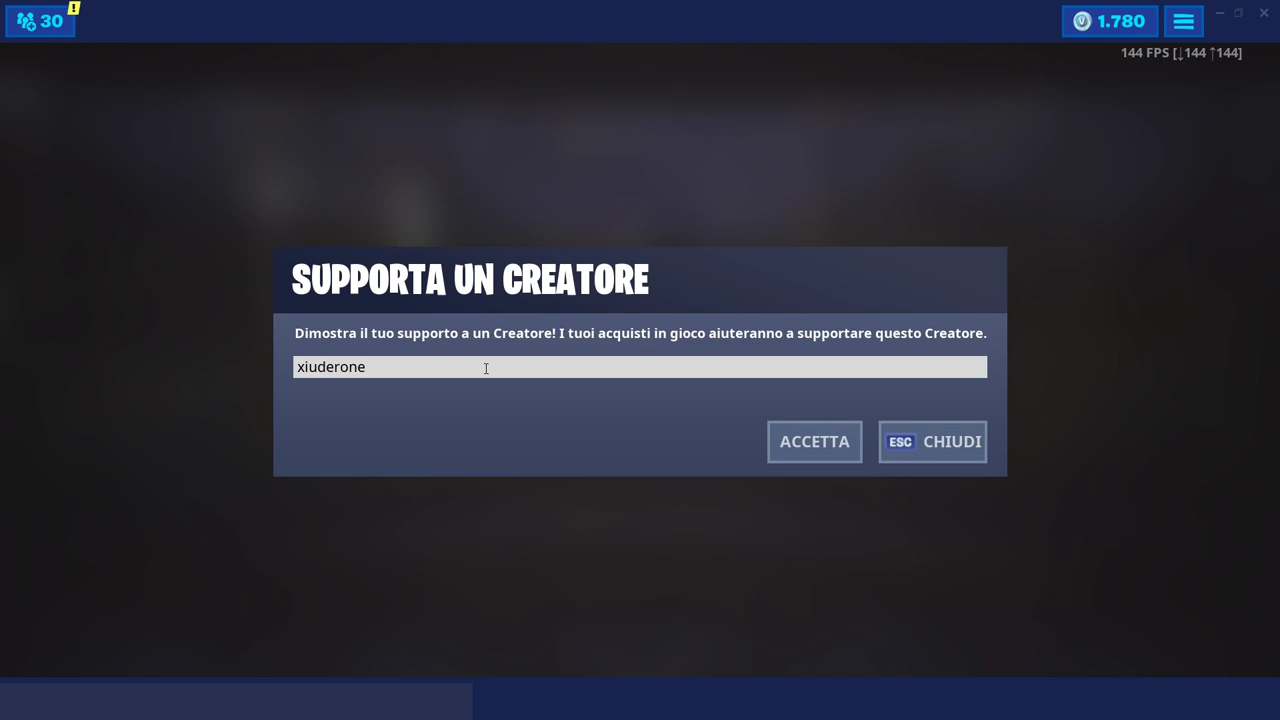 30 !
1.780
144 FPS [↓144 ↑144]
SUPPORTA UN CREATORE
Dimostra il tuo supporto a un Creatore! I tuoi acquisti in gioco aiuteranno a supportare questo Creatore.
xiuderone
ACCETTA
ESC CHIUDI